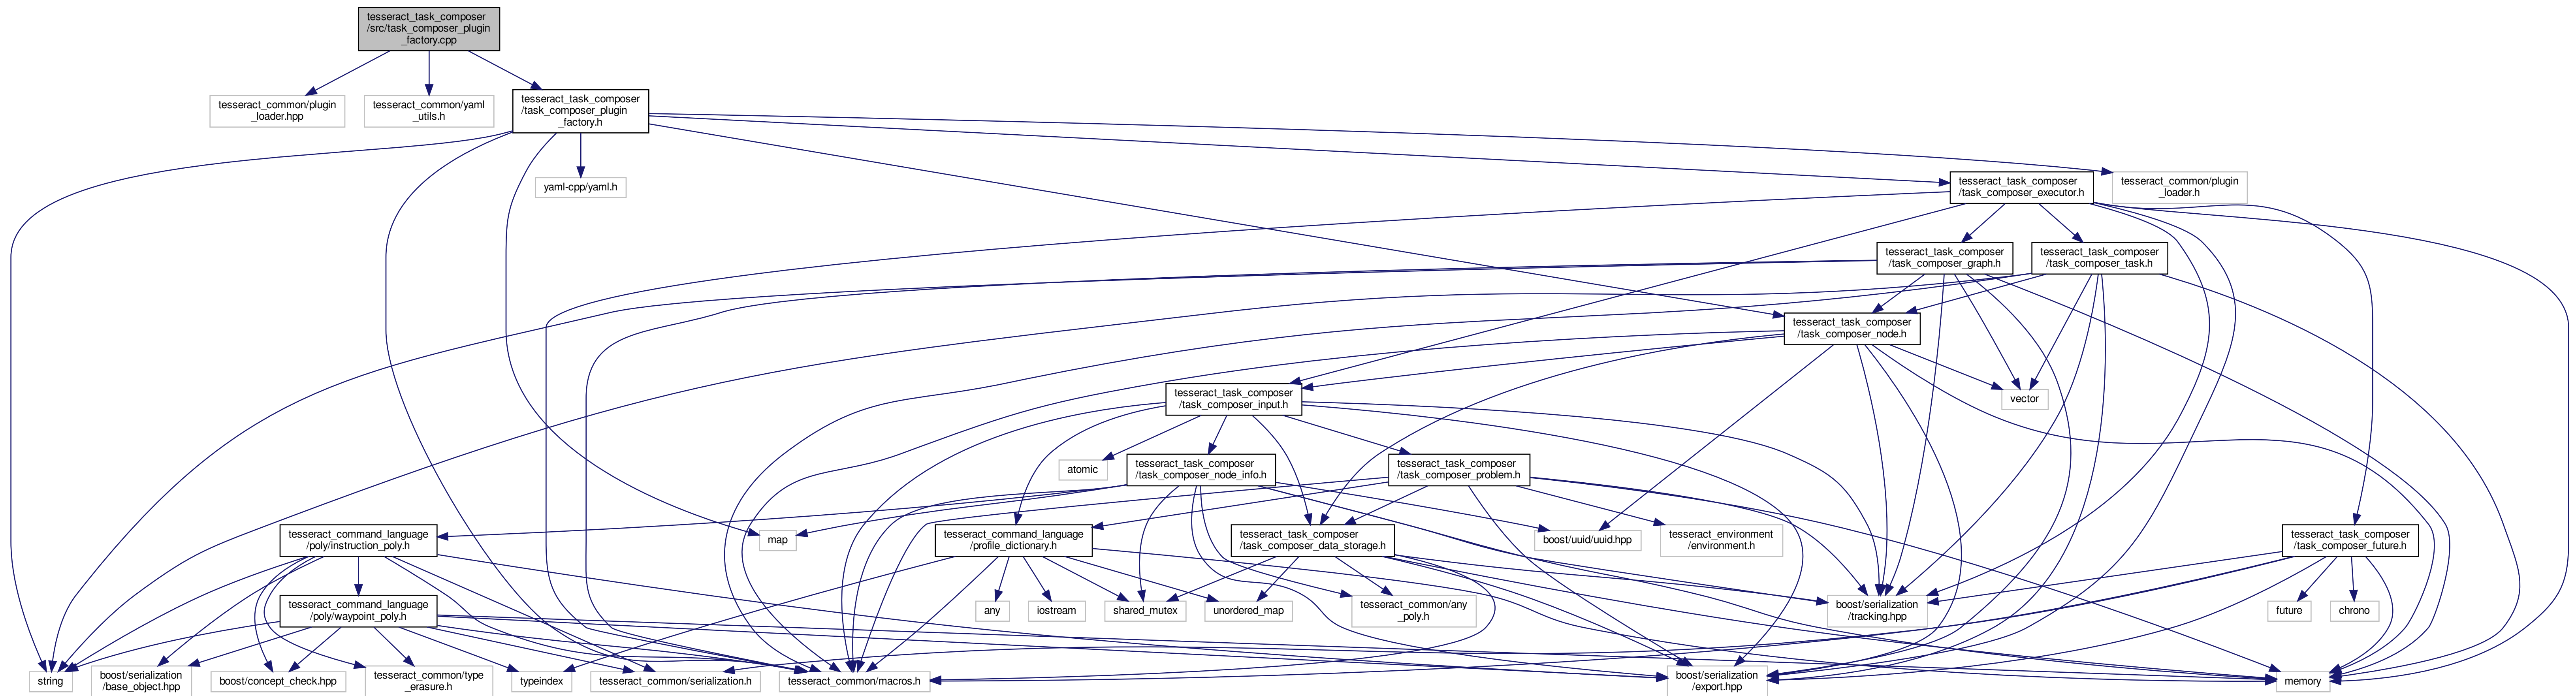 tesseract_task_composer
/src/task_composer_plugin
_factory.cpp
tesseract_common/plugin
_loader.hpp
tesseract_common/yaml
_utils.h
tesseract_task_composer
/task_composer_plugin
_factory.h
yaml-cpp/yaml.h
tesseract_task_composer
/task_composer_executor.h
tesseract_common/plugin
_loader.h
tesseract_task_composer
/task_composer_graph.h
tesseract_task_composer
/task_composer_task.h
tesseract_task_composer
/task_composer_node.h
tesseract_task_composer
/task_composer_input.h
vector
atomic
tesseract_task_composer
/task_composer_node_info.h
tesseract_task_composer
/task_composer_problem.h
tesseract_command_language
/poly/instruction_poly.h
map
tesseract_command_language
/profile_dictionary.h
tesseract_task_composer
/task_composer_data_storage.h
boost/uuid/uuid.hpp
tesseract_environment
/environment.h
tesseract_task_composer
/task_composer_future.h
tesseract_command_language
/poly/waypoint_poly.h
any
iostream
shared_mutex
unordered_map
tesseract_common/any
_poly.h
boost/serialization
/tracking.hpp
future
chrono
string
boost/serialization
/base_object.hpp
boost/concept_check.hpp
tesseract_common/type
_erasure.h
typeindex
tesseract_common/serialization.h
tesseract_common/macros.h
boost/serialization
/export.hpp
memory